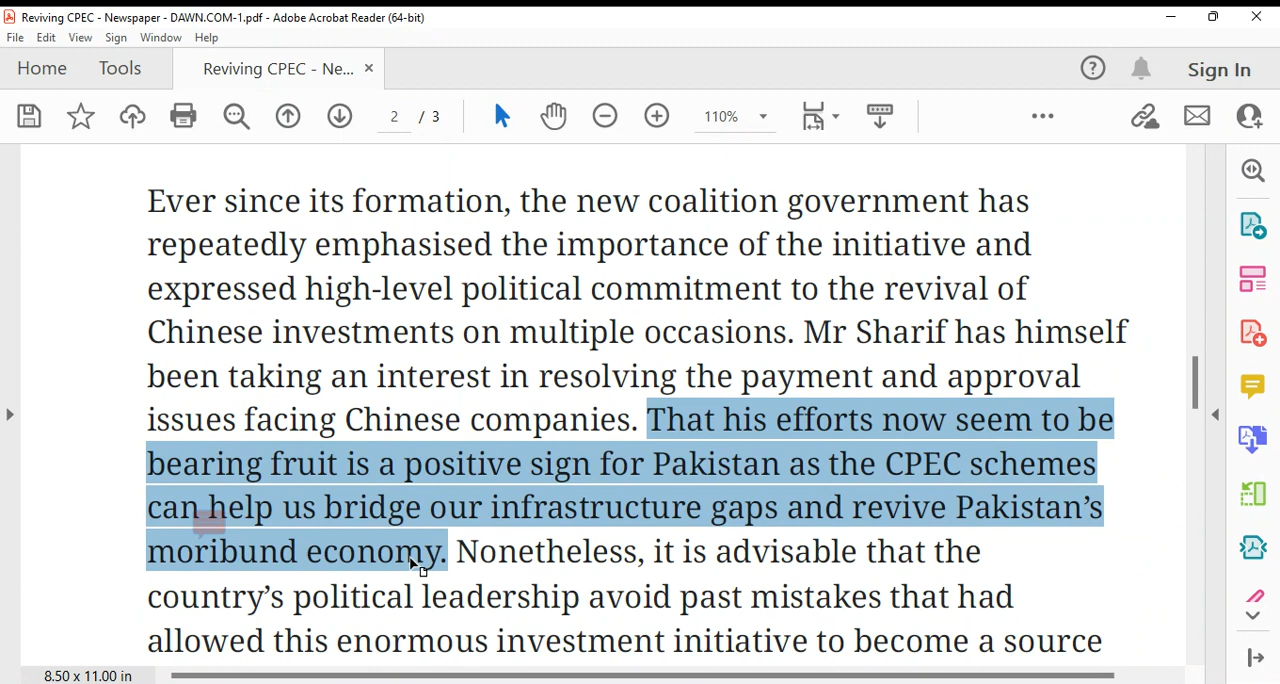 Reviving CPEC - Newspaper - DAWN.COM-1.pdf - Adobe Acrobat Reader (64-bit)
File Edit View Sign Window Help
Home Tools Reviving CPEC - Ne... Sign In
2 / 3 110%
Ever since its formation, the new coalition government has
repeatedly emphasised the importance of the initiative and
expressed high-level political commitment to the revival of
Chinese investments on multiple occasions. Mr Sharif has himself
been taking an interest in resolving the payment and approval
issues facing Chinese companies. That his efforts now seem to be
bearing fruit is a positive sign for Pakistan as the CPEC schemes
can help us bridge our infrastructure gaps and revive Pakistan’s
moribund economy. Nonetheless, it is advisable that the
country’s political leadership avoid past mistakes that had
allowed this enormous investment initiative to become a source
8.50 x 11.00 in